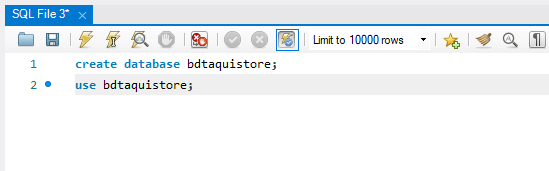 SQL File 3*
Limit to 10000 rows
1 create database bdtaquistore;
2 use bdtaquistore;